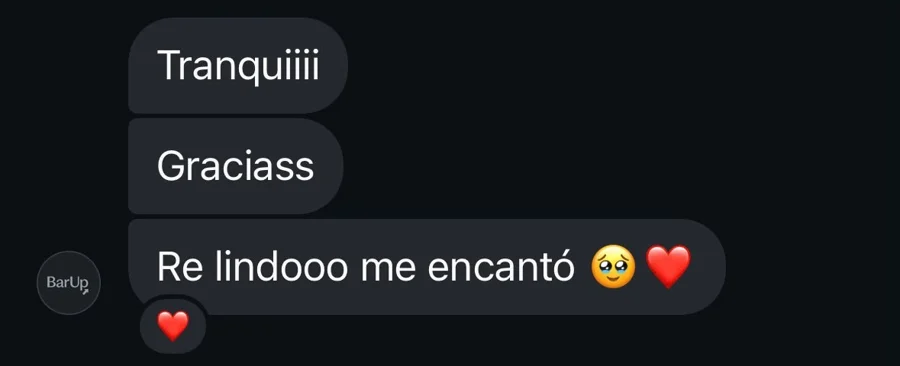 Tranquiiii
Graciass
Re lindooo me encantó 🥹❤️
BarUp
❤️